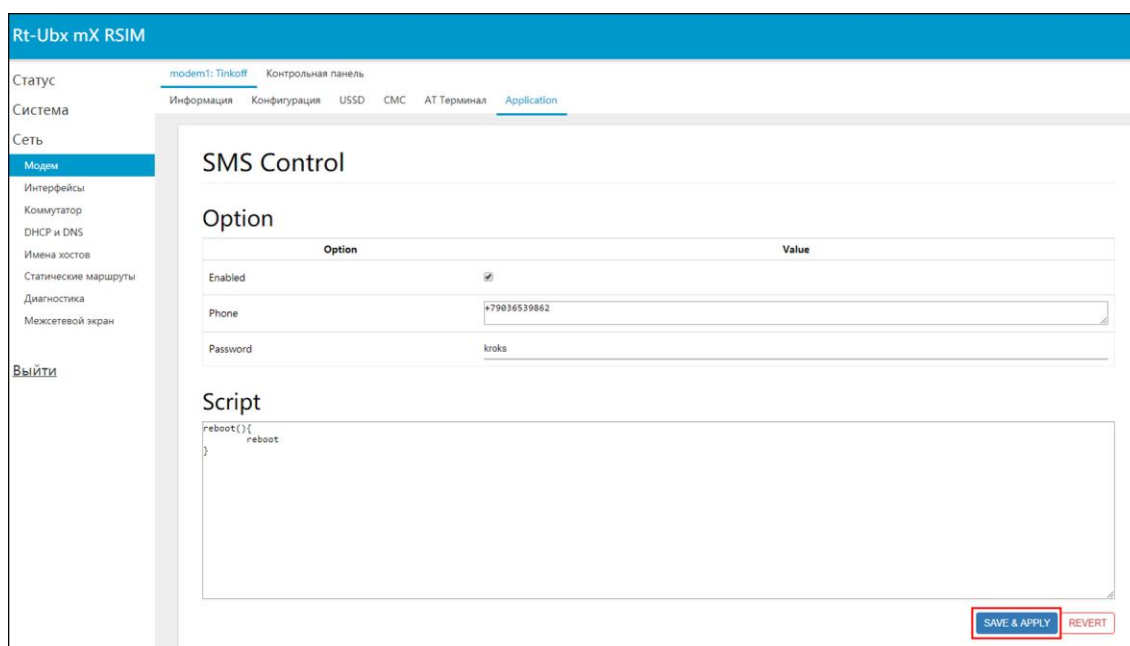 Rt-Ubx mX RSIM
Статус
Система
Сеть
Модем
Интерфейсы
Коммутатор
DHCP и DNS
Имена хостов
Статические маршруты
Диагностика
Межсетевой экран
Выйти
modem1: Tinkoff Контрольная панель
Информация Конфигурация USSD СМС АТ Терминал Application
SMS Control
Option
Option Value
Enabled
Phone +79036539862
Password kroks
Script
reboot(){
reboot
}
SAVE & APPLY REVERT